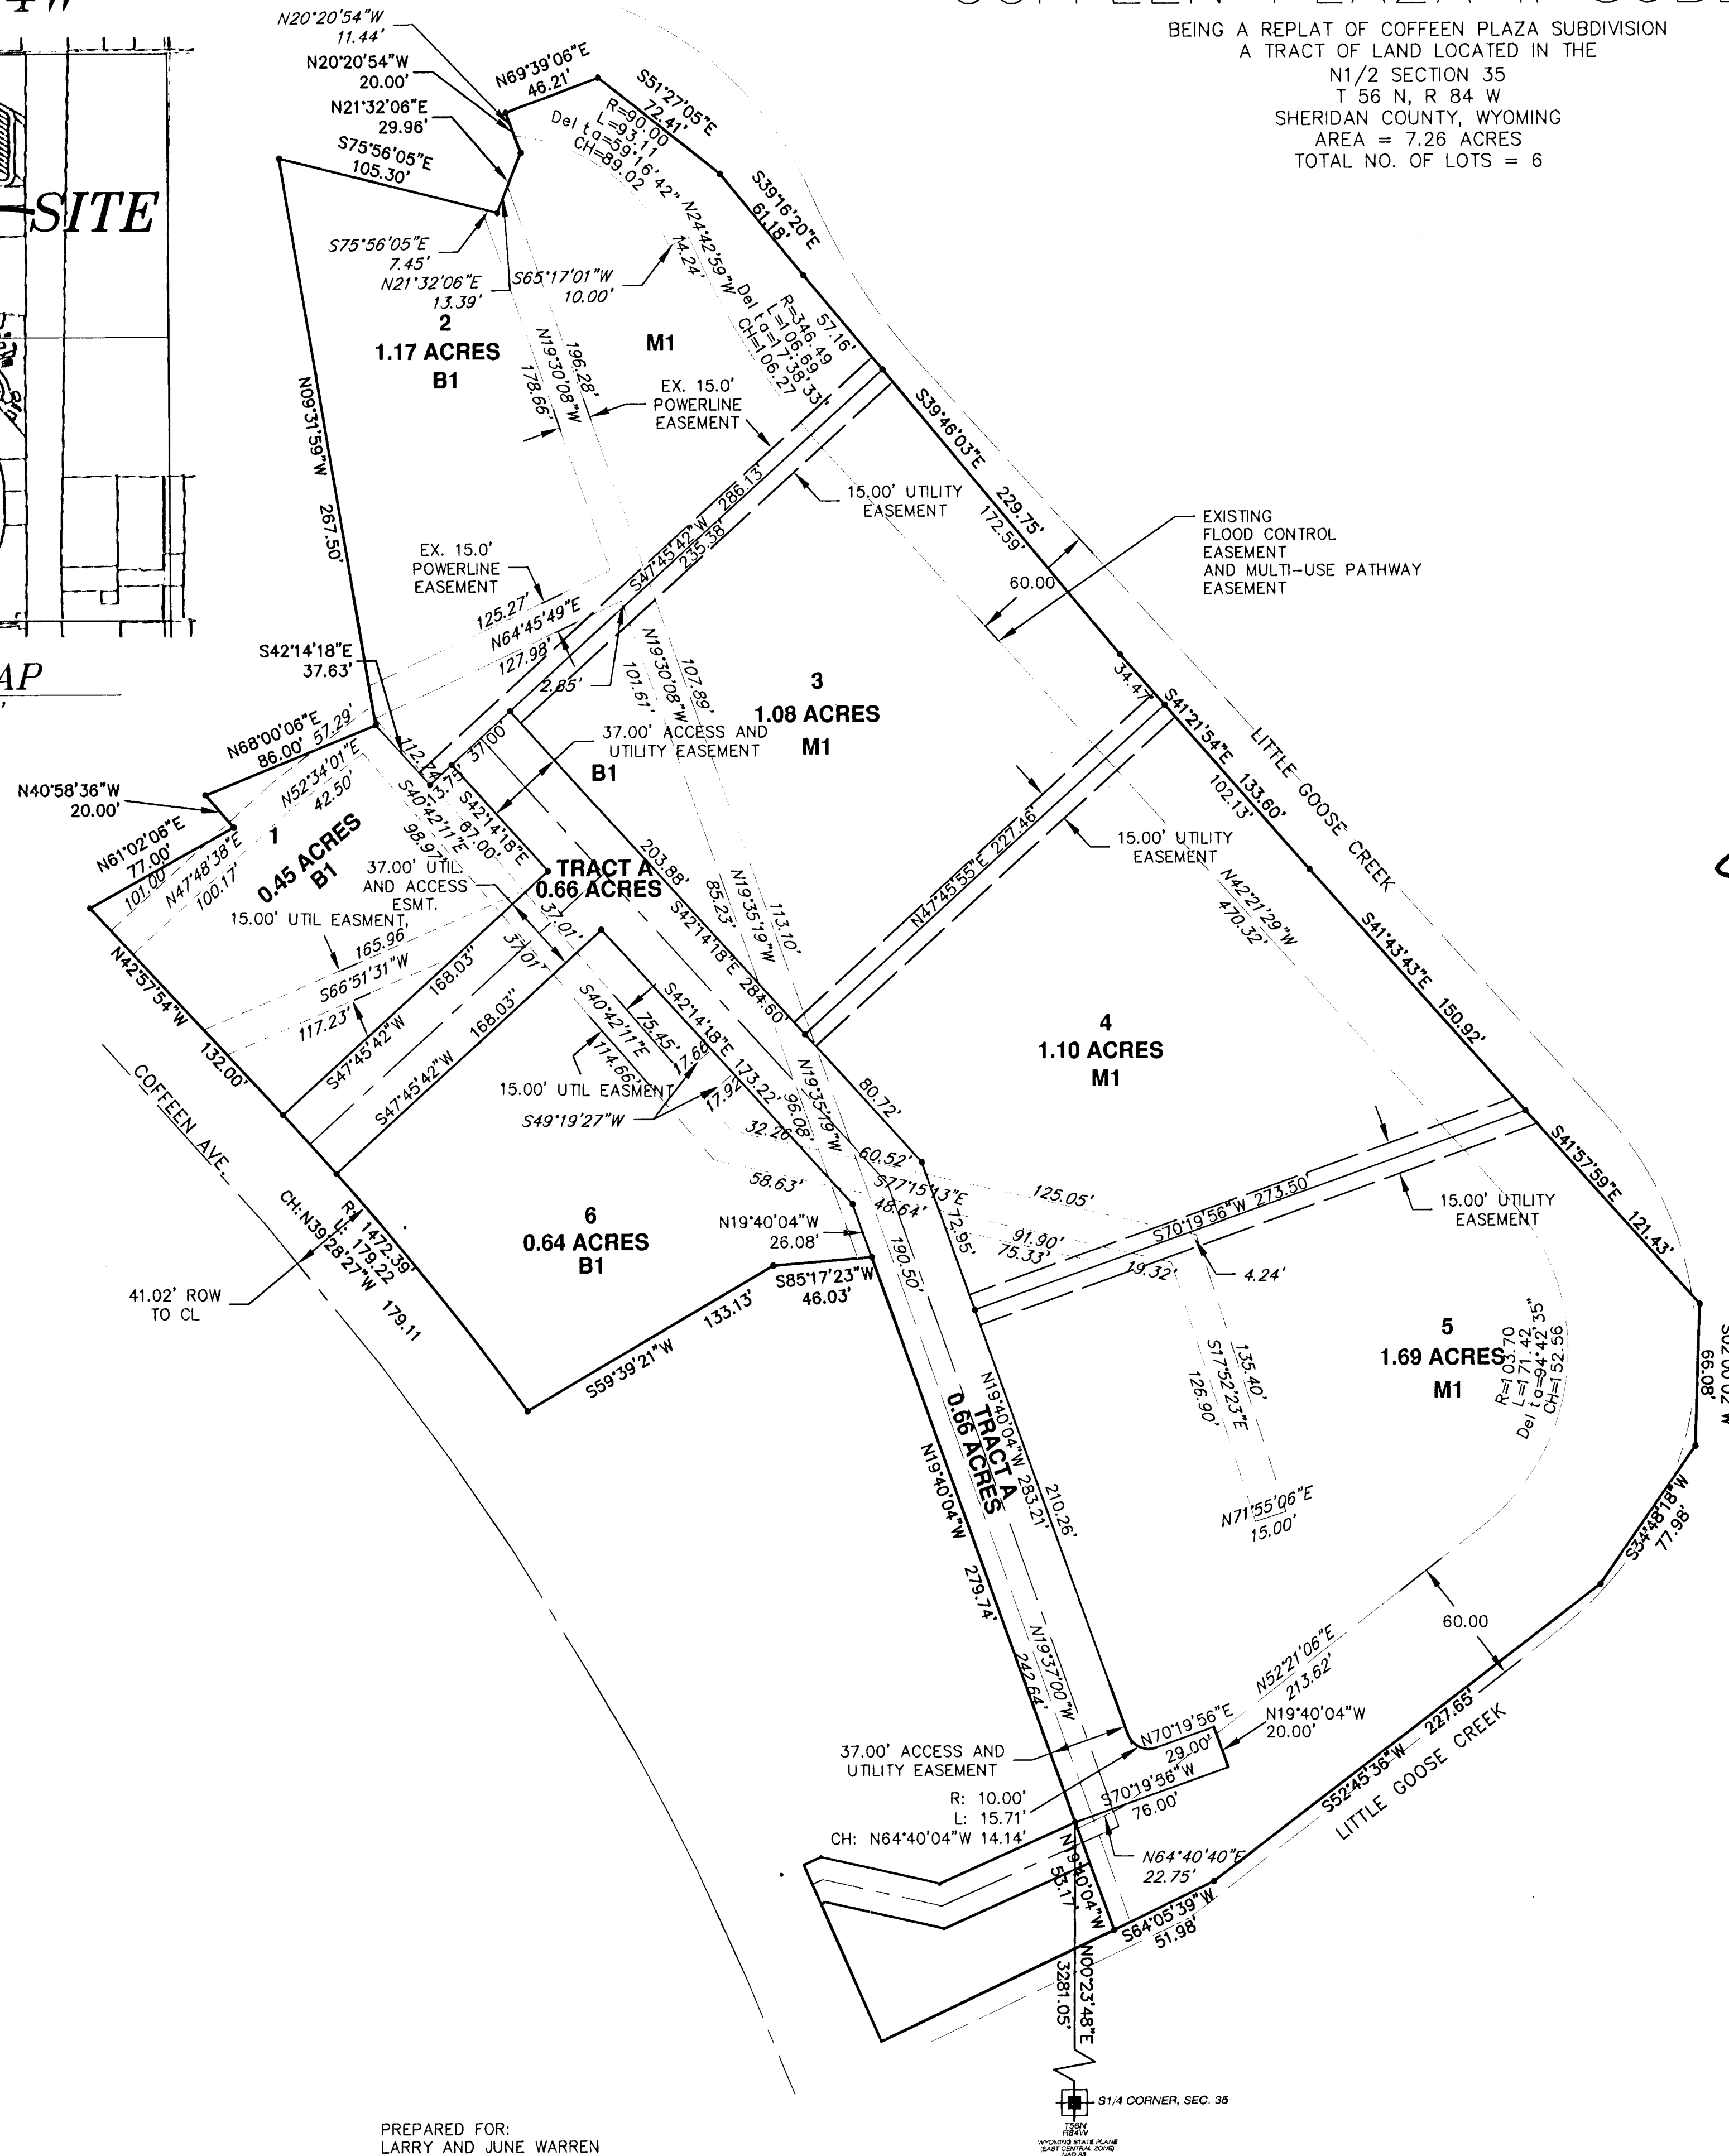 BEING A REPLAT OF COFFEEN PLAZA SUBDIVISION
A TRACT OF LAND LOCATED IN THE
N1/2 SECTION 35
T 56 N, R 84 W
SHERIDAN COUNTY, WYOMING
AREA = 7.26 ACRES
TOTAL NO. OF LOTS = 6
SITE
N20°20'54"W
11.44'
N20°20'54"W
20.00'
N21°32'06"E
29.96'
S75°56'05"E
105.30'
N69°39'06"E
46.21'
S51°27'05"E
72.41'
R=90.00
L=93.11
Delta=59°16'42"
CH=89.02
S39°16'20"E
61.18'
N24°42'59"W
14.24'
S75°56'05"E
7.45'
N21°32'06"E
13.39'
S65°17'01"W
10.00'
2
1.17 ACRES
B1
M1
57.16'
R=346.49
L=106.69
Delta=17°38'33"
CH=106.27
196.28'
N19°30'08"W
178.66'
EX. 15.0'
POWERLINE
EASEMENT
N09°31'59"W
267.50'
S39°46'03"E
229.75'
172.59'
S47°45'42"W 286.13'
235.38'
15.00' UTILITY
EASEMENT
EXISTING
FLOOD CONTROL
EASEMENT
AND MULTI-USE PATHWAY
EASEMENT
60.00
EX. 15.0'
POWERLINE
EASEMENT
125.27'
N64°45'49"E
127.98'
2.85'
S42°14'18"E
37.63'
107.89'
N19°30'08"W
101.61'
3
1.08 ACRES
M1
B1
37.00' ACCESS AND
UTILITY EASEMENT
34.47'
S41°21'54"E 133.60'
102.13'
LITTLE GOOSE CREEK
N68°00'06"E
86.00' 57.29'
N40°58'36"W
20.00'
N61°02'06"E
77.00'
101.00'
N47°48'38"E
100.17'
N52°34'01"E
42.50'
112.74'
13.75'
37.00'
S40°42'11"E
98.97'
S42°14'18"E
67.00'
1
0.45 ACRES
B1
37.00' UTIL.
AND ACCESS
ESMT.
TRACT A
0.66 ACRES
15.00' UTIL EASMENT
165.96'
S66°51'31"W
117.23'
N42°57'54"W
132.00'
S47°45'42"W
168.03"
S47°45'42"W
168.03"
37.01'
37.01'
203.88'
S42°14'18"E 284.60'
N19°35'19"W
113.10'
85.23'
N47°45'55"E 227.46'
15.00' UTILITY
EASEMENT
N42°21'29"W
470.32'
S41°43'43"E
150.92'
4
1.10 ACRES
M1
S40°42'11"E
114.66'
75.45'
S42°14'18"E 173.22'
17.66'
17.92'
15.00' UTIL EASMENT
S49°19'27"W
N19°35'19"W
96.08'
80.72'
32.26'
60.52'
58.63'
S77°15'13"E
48.64'
125.05'
91.90'
75.33'
COFFEEN AVE.
R: 1472.39'
L: 179.22
CH:N39°28'27"W 179.11
41.02' ROW
TO CL
6
0.64 ACRES
B1
N19°40'04"W
26.08'
S85°17'23"W
46.03'
S59°39'21"W
133.13'
72.95'
190.50'
S70°19'56"W 273.50'
19.32'
4.24'
15.00' UTILITY
EASEMENT
S41°57'59"E
121.43'
S02°00'02"W
66.08'
5
1.69 ACRES
M1
R=103.70
L=171.42
Delta=94°42'35"
CH=152.56
135.40'
S17°52'23"E
126.90'
N71°55'06"E
15.00'
N19°40'04"W 283.21'
210.26'
TRACT A
0.66 ACRES
N19°40'04"W
279.74'
242.64'
N19°37'00"W
S34°48'18"W
77.98'
60.00
N52°21'06"E
213.62'
S52°45'36"W
227.65'
LITTLE GOOSE CREEK
N70°19'56"E
29.00'
N19°40'04"W
20.00'
37.00' ACCESS AND
UTILITY EASEMENT
R: 10.00'
L: 15.71'
CH: N64°40'04"W 14.14'
S70°19'56"W
76.00'
N64°40'40"E
22.75'
N19°40'04"W
53.17'
S64°05'39"W
51.98'
N00°23'48"E
3281.05'
S1/4 CORNER, SEC. 35
T56N
R84W
WYOMING STATE PLANE
(EAST CENTRAL ZONE)
NAD 83
PREPARED FOR:
LARRY AND JUNE WARREN